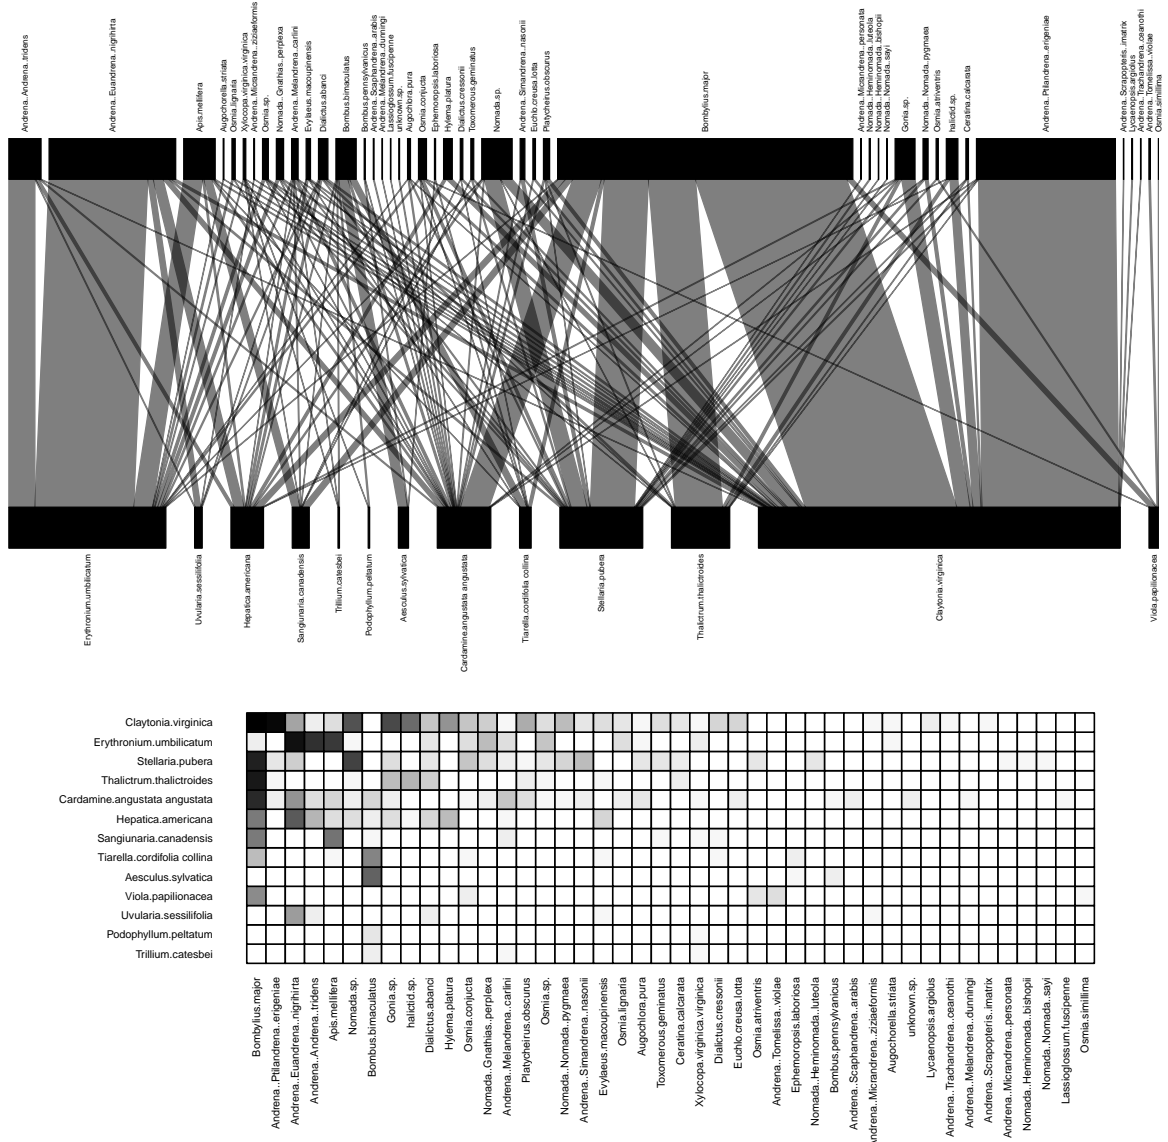 Andrena..Andrena..tridens
Andrena..Euandrena..nigrihirta
Apis.mellifera
Augochorella.striata
Osmia.lignaria
Xylocopa.virginica.virginica
Andrena..Micrandrena..ziziaeformis
Osmia.sp.
Nomada..Gnathias..perplexa
Andrena..Melandrena..carlini
Evylaeus.macoupinensis
Dialictus.abanci
Bombus.bimaculatus
Bombus.pennsylvanicus
Andrena..Scaphandrena..arabis
Andrena..Melandrena..dunningi
Lassioglossum.fuscipenne
unknown.sp.
Augochlora.pura
Osmia.conjucta
Ephemoropsis.laboriosa
Hylema.platura
Dialictus.cressonii
Toxomerous.geminatus
Nomada.sp.
Andrena..Simandrena..nasonii
Euchlo.creusa.lotta
Platycheirus.obscurus
Bombylius.major
Andrena..Micrandrena..personata
Nomada..Heminomada..luteola
Nomada..Heminomada..bishopii
Nomada..Nomada..sayi
Gonia.sp.
Nomada..Nomada..pygmaea
Osmia.atriventris
halictid.sp.
Ceratina.calcarata
Andrena..Ptilandrena..erigeniae
Andrena..Scrapopteris..imatrix
Lycaenopsis.argiolus
Andrena..Trachandrena..ceanothi
Andrena..Tomelissa..violae
Osmia.similima
Erythronium.umbilicatum
Uvularia.sessilifolia
Hepatica.americana
Sangiunaria.canadensis
Trillium.catesbei
Podophyllum.peltatum
Aesculus.sylvatica
Cardamine.angustata angustata
Tiarella.cordifolia collina
Stellaria.pubera
Thalictrum.thalictroides
Claytonia.virginica
Viola.papilionacea
Claytonia.virginica
Erythronium.umbilicatum
Stellaria.pubera
Thalictrum.thalictroides
Cardamine.angustata angustata
Hepatica.americana
Sangiunaria.canadensis
Tiarella.cordifolia collina
Aesculus.sylvatica
Viola.papilionacea
Uvularia.sessilifolia
Podophyllum.peltatum
Trillium.catesbei
Bombylius.major
Andrena..Ptilandrena..erigeniae
Andrena..Euandrena..nigrihirta
Andrena..Andrena..tridens
Apis.mellifera
Nomada.sp.
Bombus.bimaculatus
Gonia.sp.
halictid.sp.
Dialictus.abanci
Hylema.platura
Osmia.conjucta
Nomada..Gnathias..perplexa
Andrena..Melandrena..carlini
Platycheirus.obscurus
Osmia.sp.
Nomada..Nomada..pygmaea
Andrena..Simandrena..nasonii
Evylaeus.macoupinensis
Osmia.lignaria
Augochlora.pura
Toxomerous.geminatus
Ceratina.calcarata
Xylocopa.virginica.virginica
Dialictus.cressonii
Euchlo.creusa.lotta
Osmia.atriventris
Andrena..Tomelissa..violae
Ephemoropsis.laboriosa
Nomada..Heminomada..luteola
Bombus.pennsylvanicus
Andrena..Scaphandrena..arabis
Andrena..Micrandrena..ziziaeformis
Augochorella.striata
unknown.sp.
Lycaenopsis.argiolus
Andrena..Trachandrena..ceanothi
Andrena..Melandrena..dunningi
Andrena..Scrapopteris..imatrix
Andrena..Micrandrena..personata
Nomada..Heminomada..bishopii
Nomada..Nomada..sayi
Lassioglossum.fuscipenne
Osmia.similima